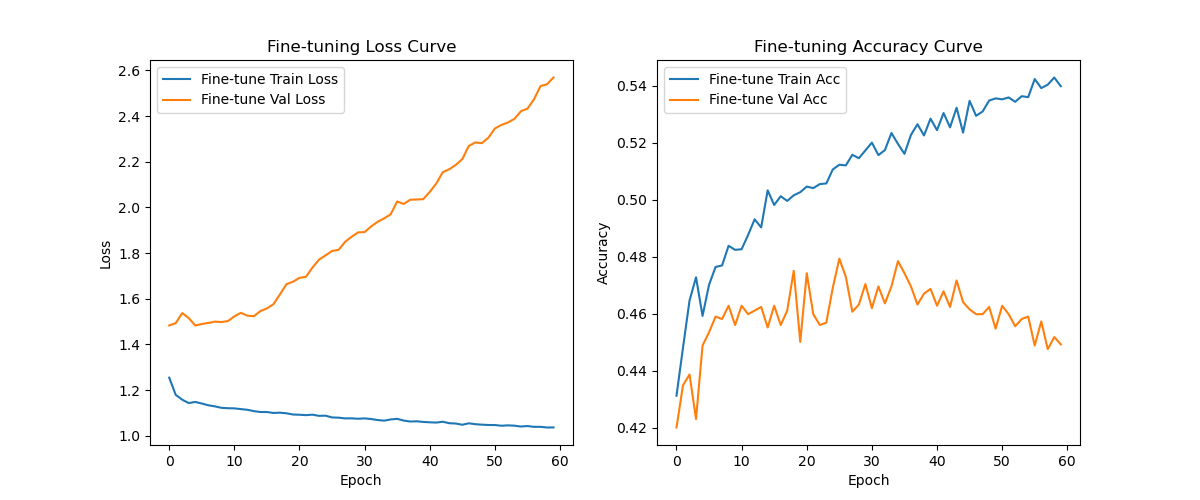 Fine-tuning Loss Curve
Fine-tune Train Loss
Fine-tune Val Loss
2.6
2.4
2.2
2.0
1.8
1.6
1.4
1.2
1.0
Loss
0 10 20 30 40 50 60
Epoch
Fine-tuning Accuracy Curve
Fine-tune Train Acc
Fine-tune Val Acc
0.54
0.52
0.50
0.48
0.46
0.44
0.42
Accuracy
0 10 20 30 40 50 60
Epoch